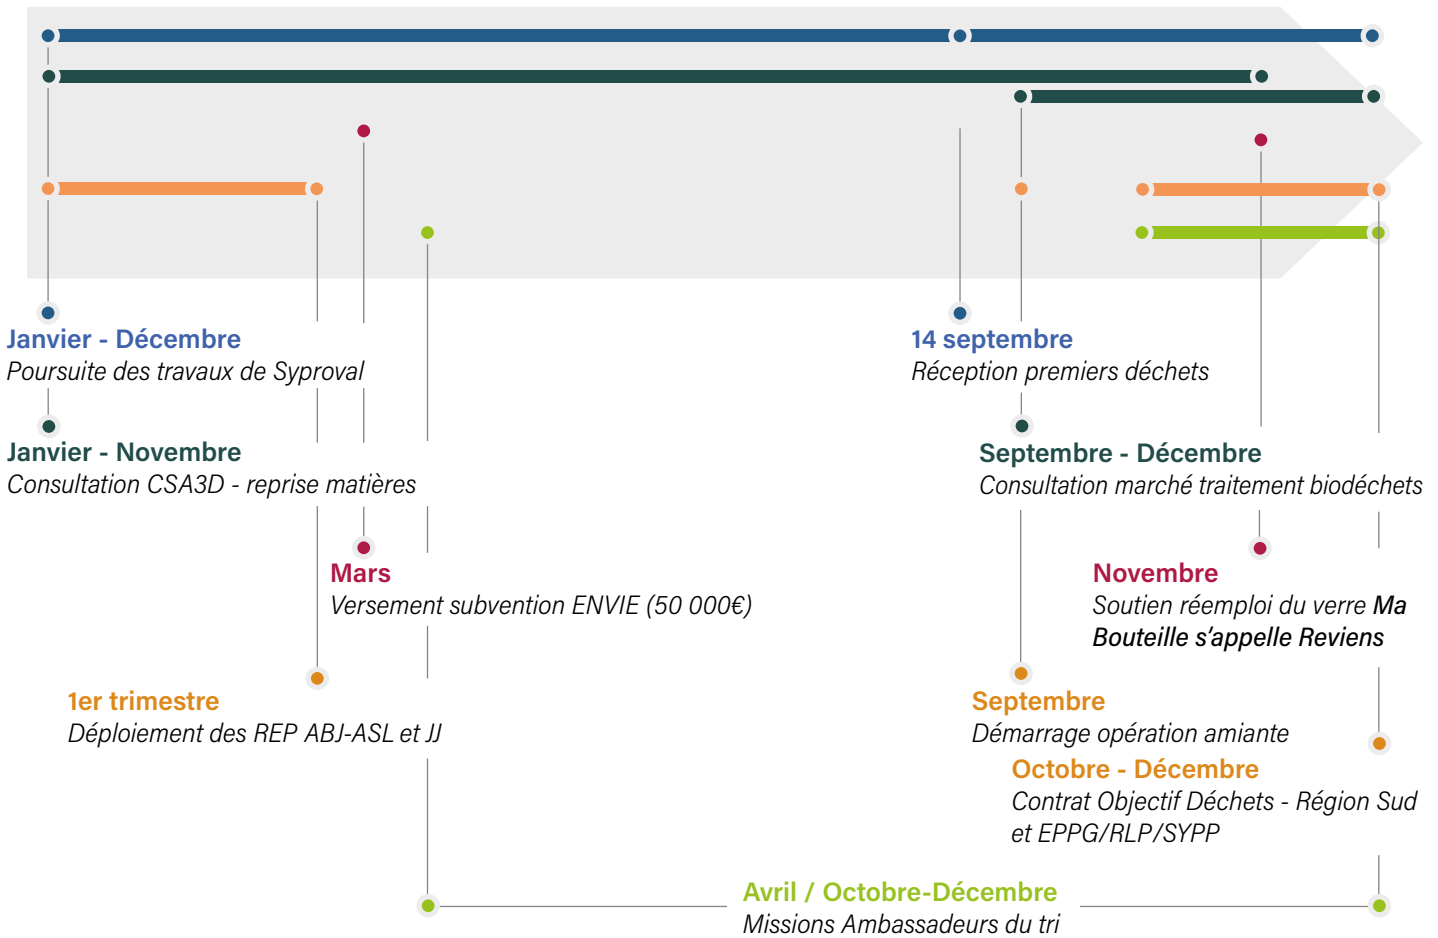 Janvier - Décembre
Poursuite des travaux de Syproval
14 septembre
Réception premiers déchets
Janvier - Novembre
Consultation CSA3D - reprise matières
Septembre - Décembre
Consultation marché traitement biodéchets
Mars
Versement subvention ENVIE (50 000€)
Novembre
Soutien réemploi du verre Ma
Bouteille s’appelle Reviens
1er trimestre
Déploiement des REP ABJ-ASL et JJ
Septembre
Démarrage opération amiante
Octobre - Décembre
Contrat Objectif Déchets - Région Sud
et EPPG/RLP/SYPP
Avril / Octobre-Décembre
Missions Ambassadeurs du tri